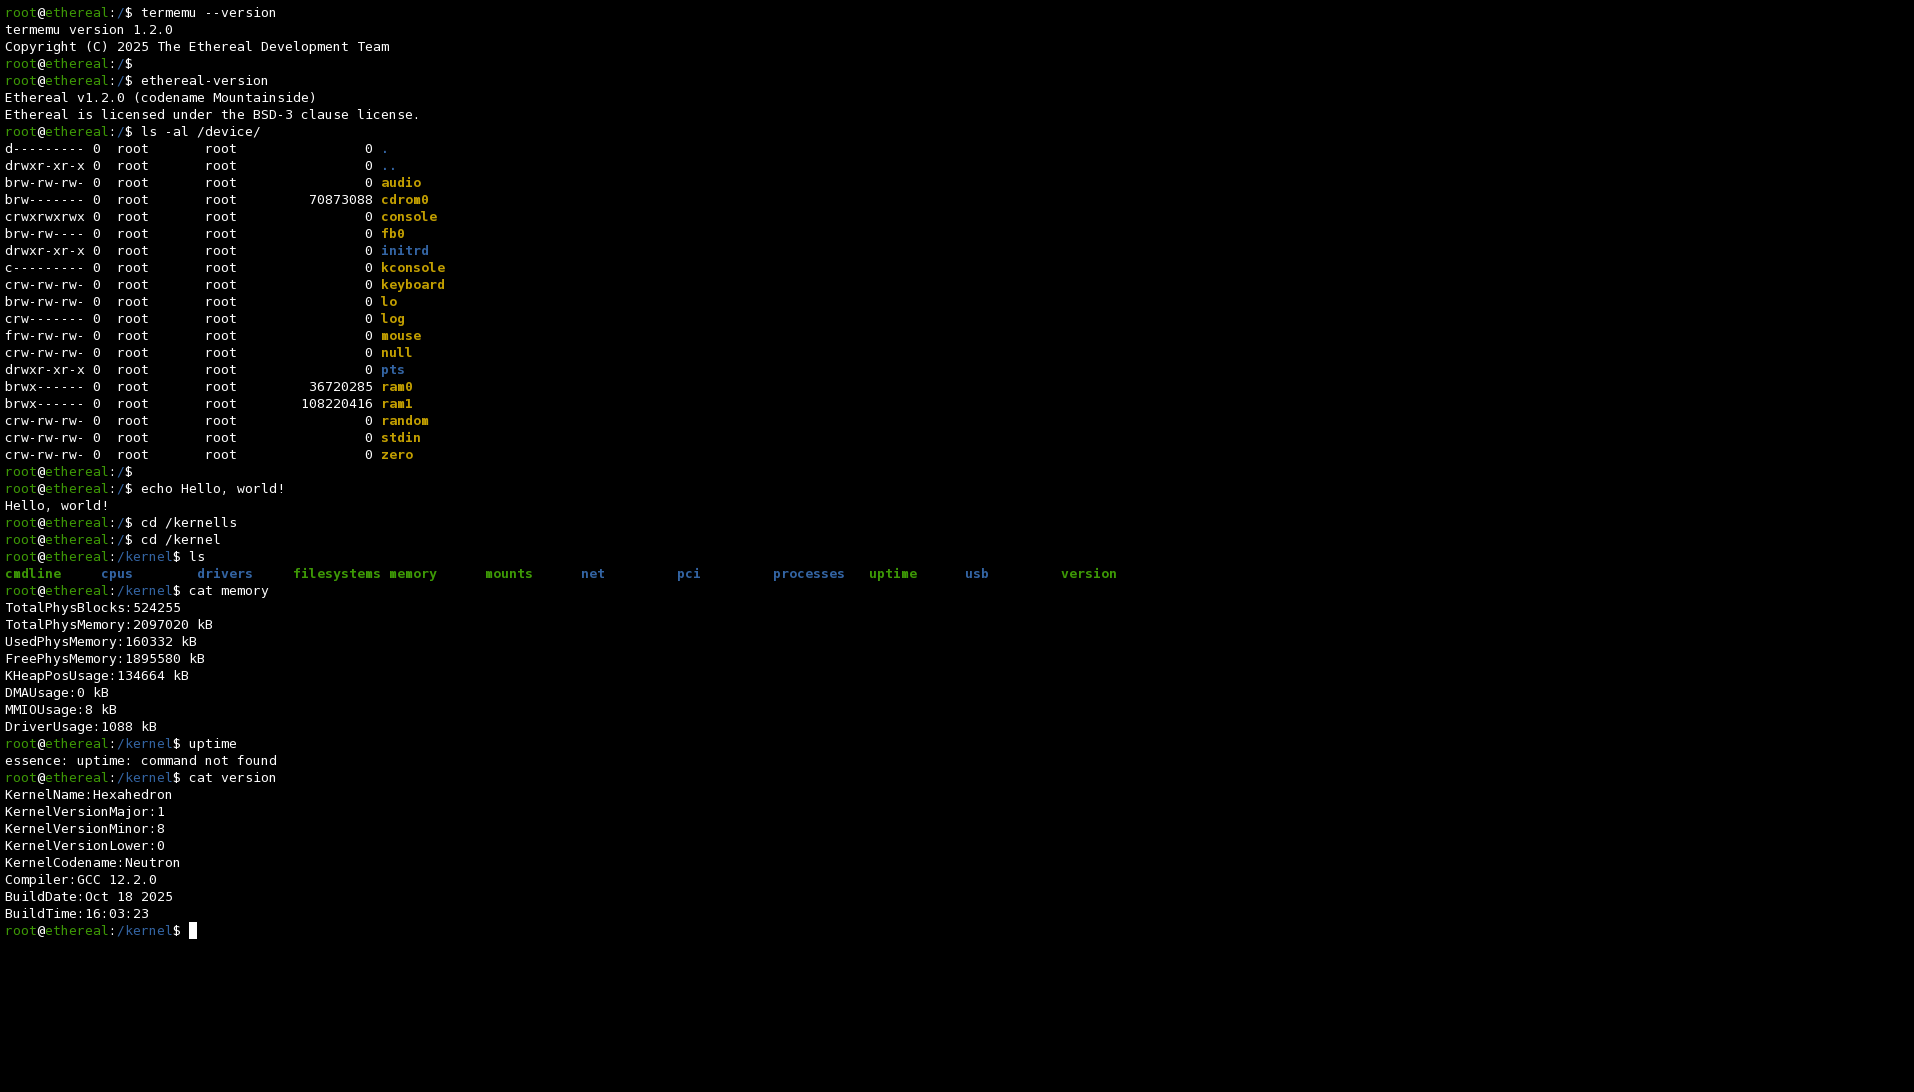 root@ethereal:/$ termemu --version
termemu version 1.2.0
Copyright (C) 2025 The Ethereal Development Team
root@ethereal:/$
root@ethereal:/$ ethereal-version
Ethereal v1.2.0 (codename Mountainside)
Ethereal is licensed under the BSD-3 clause license.
root@ethereal:/$ ls -al /device/
d--------- 0  root       root                0 .
drwxr-xr-x 0  root       root                0 ..
brw-rw-rw- 0  root       root                0 audio
brw------- 0  root       root         70873088 cdrom0
crwxrwxrwx 0  root       root                0 console
brw-rw---- 0  root       root                0 fb0
drwxr-xr-x 0  root       root                0 initrd
c--------- 0  root       root                0 kconsole
crw-rw-rw- 0  root       root                0 keyboard
brw-rw-rw- 0  root       root                0 lo
crw------- 0  root       root                0 log
frw-rw-rw- 0  root       root                0 mouse
crw-rw-rw- 0  root       root                0 null
drwxr-xr-x 0  root       root                0 pts
brwx------ 0  root       root         36720285 ram0
brwx------ 0  root       root        108220416 ram1
crw-rw-rw- 0  root       root                0 random
crw-rw-rw- 0  root       root                0 stdin
crw-rw-rw- 0  root       root                0 zero
root@ethereal:/$
root@ethereal:/$ echo Hello, world!
Hello, world!
root@ethereal:/$ cd /kernells
root@ethereal:/$ cd /kernel
root@ethereal:/kernel$ ls
cmdline     cpus        drivers     filesystems memory      mounts      net         pci         processes   uptime      usb         version
root@ethereal:/kernel$ cat memory
TotalPhysBlocks:524255
TotalPhysMemory:2097020 kB
UsedPhysMemory:160332 kB
FreePhysMemory:1895580 kB
KHeapPosUsage:134664 kB
DMAUsage:0 kB
MMIOUsage:8 kB
DriverUsage:1088 kB
root@ethereal:/kernel$ uptime
essence: uptime: command not found
root@ethereal:/kernel$ cat version
KernelName:Hexahedron
KernelVersionMajor:1
KernelVersionMinor:8
KernelVersionLower:0
KernelCodename:Neutron
Compiler:GCC 12.2.0
BuildDate:Oct 18 2025
BuildTime:16:03:23
root@ethereal:/kernel$